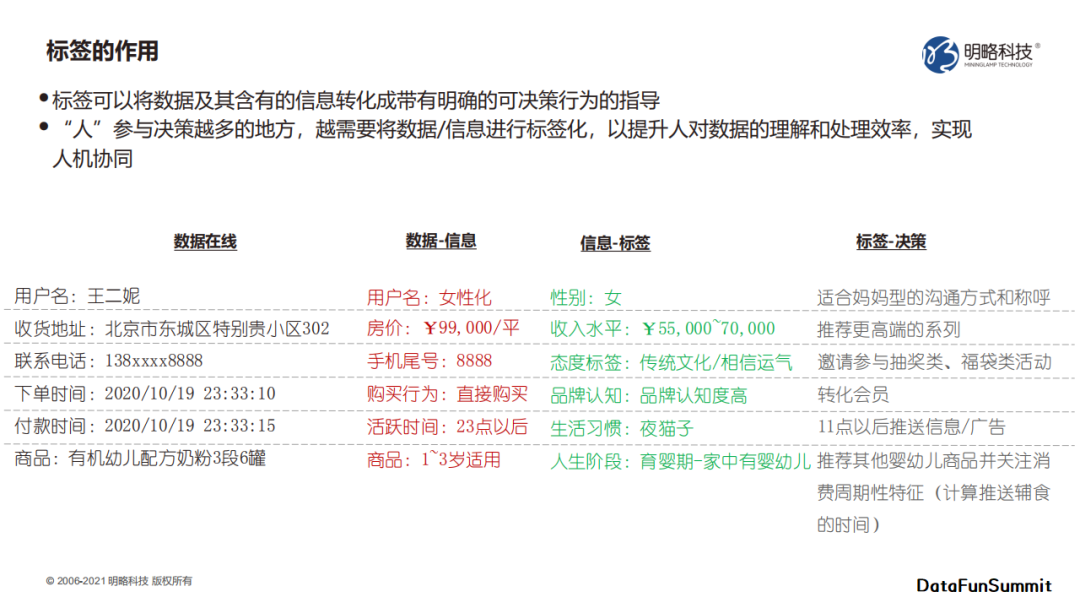 标签的作用
明略科技®
MININGLAMP TECHNOLOGY
•标签可以将数据及其含有的信息转化成带有明确的可决策行为的指导
•“人”参与决策越多的地方，越需要将数据/信息进行标签化，以提升人对数据的理解和处理效率，实现
人机协同
数据在线 数据-信息 信息-标签 标签-决策
用户名：王二妮 用户名：女性化 性别：女 适合妈妈型的沟通方式和称呼
收货地址：北京市东城区特别贵小区302 房价：¥99,000/平 收入水平：¥55,000~70,000 推荐更高端的系列
联系电话：138xxxx8888 手机尾号：8888 态度标签：传统文化/相信运气 邀请参与抽奖类、福袋类活动
下单时间：2020/10/19 23:33:10 购买行为：直接购买 品牌认知：品牌认知度高 转化会员
付款时间：2020/10/19 23:33:15 活跃时间：23点以后 生活习惯：夜猫子 11点以后推送信息/广告
商品：有机幼儿配方奶粉3段6罐 商品：1~3岁适用 人生阶段：育婴期-家中有婴幼儿 推荐其他婴幼儿商品并关注消
费周期性特征（计算推送辅食
的时间）
© 2006-2021 明略科技 版权所有
DataFunSummit